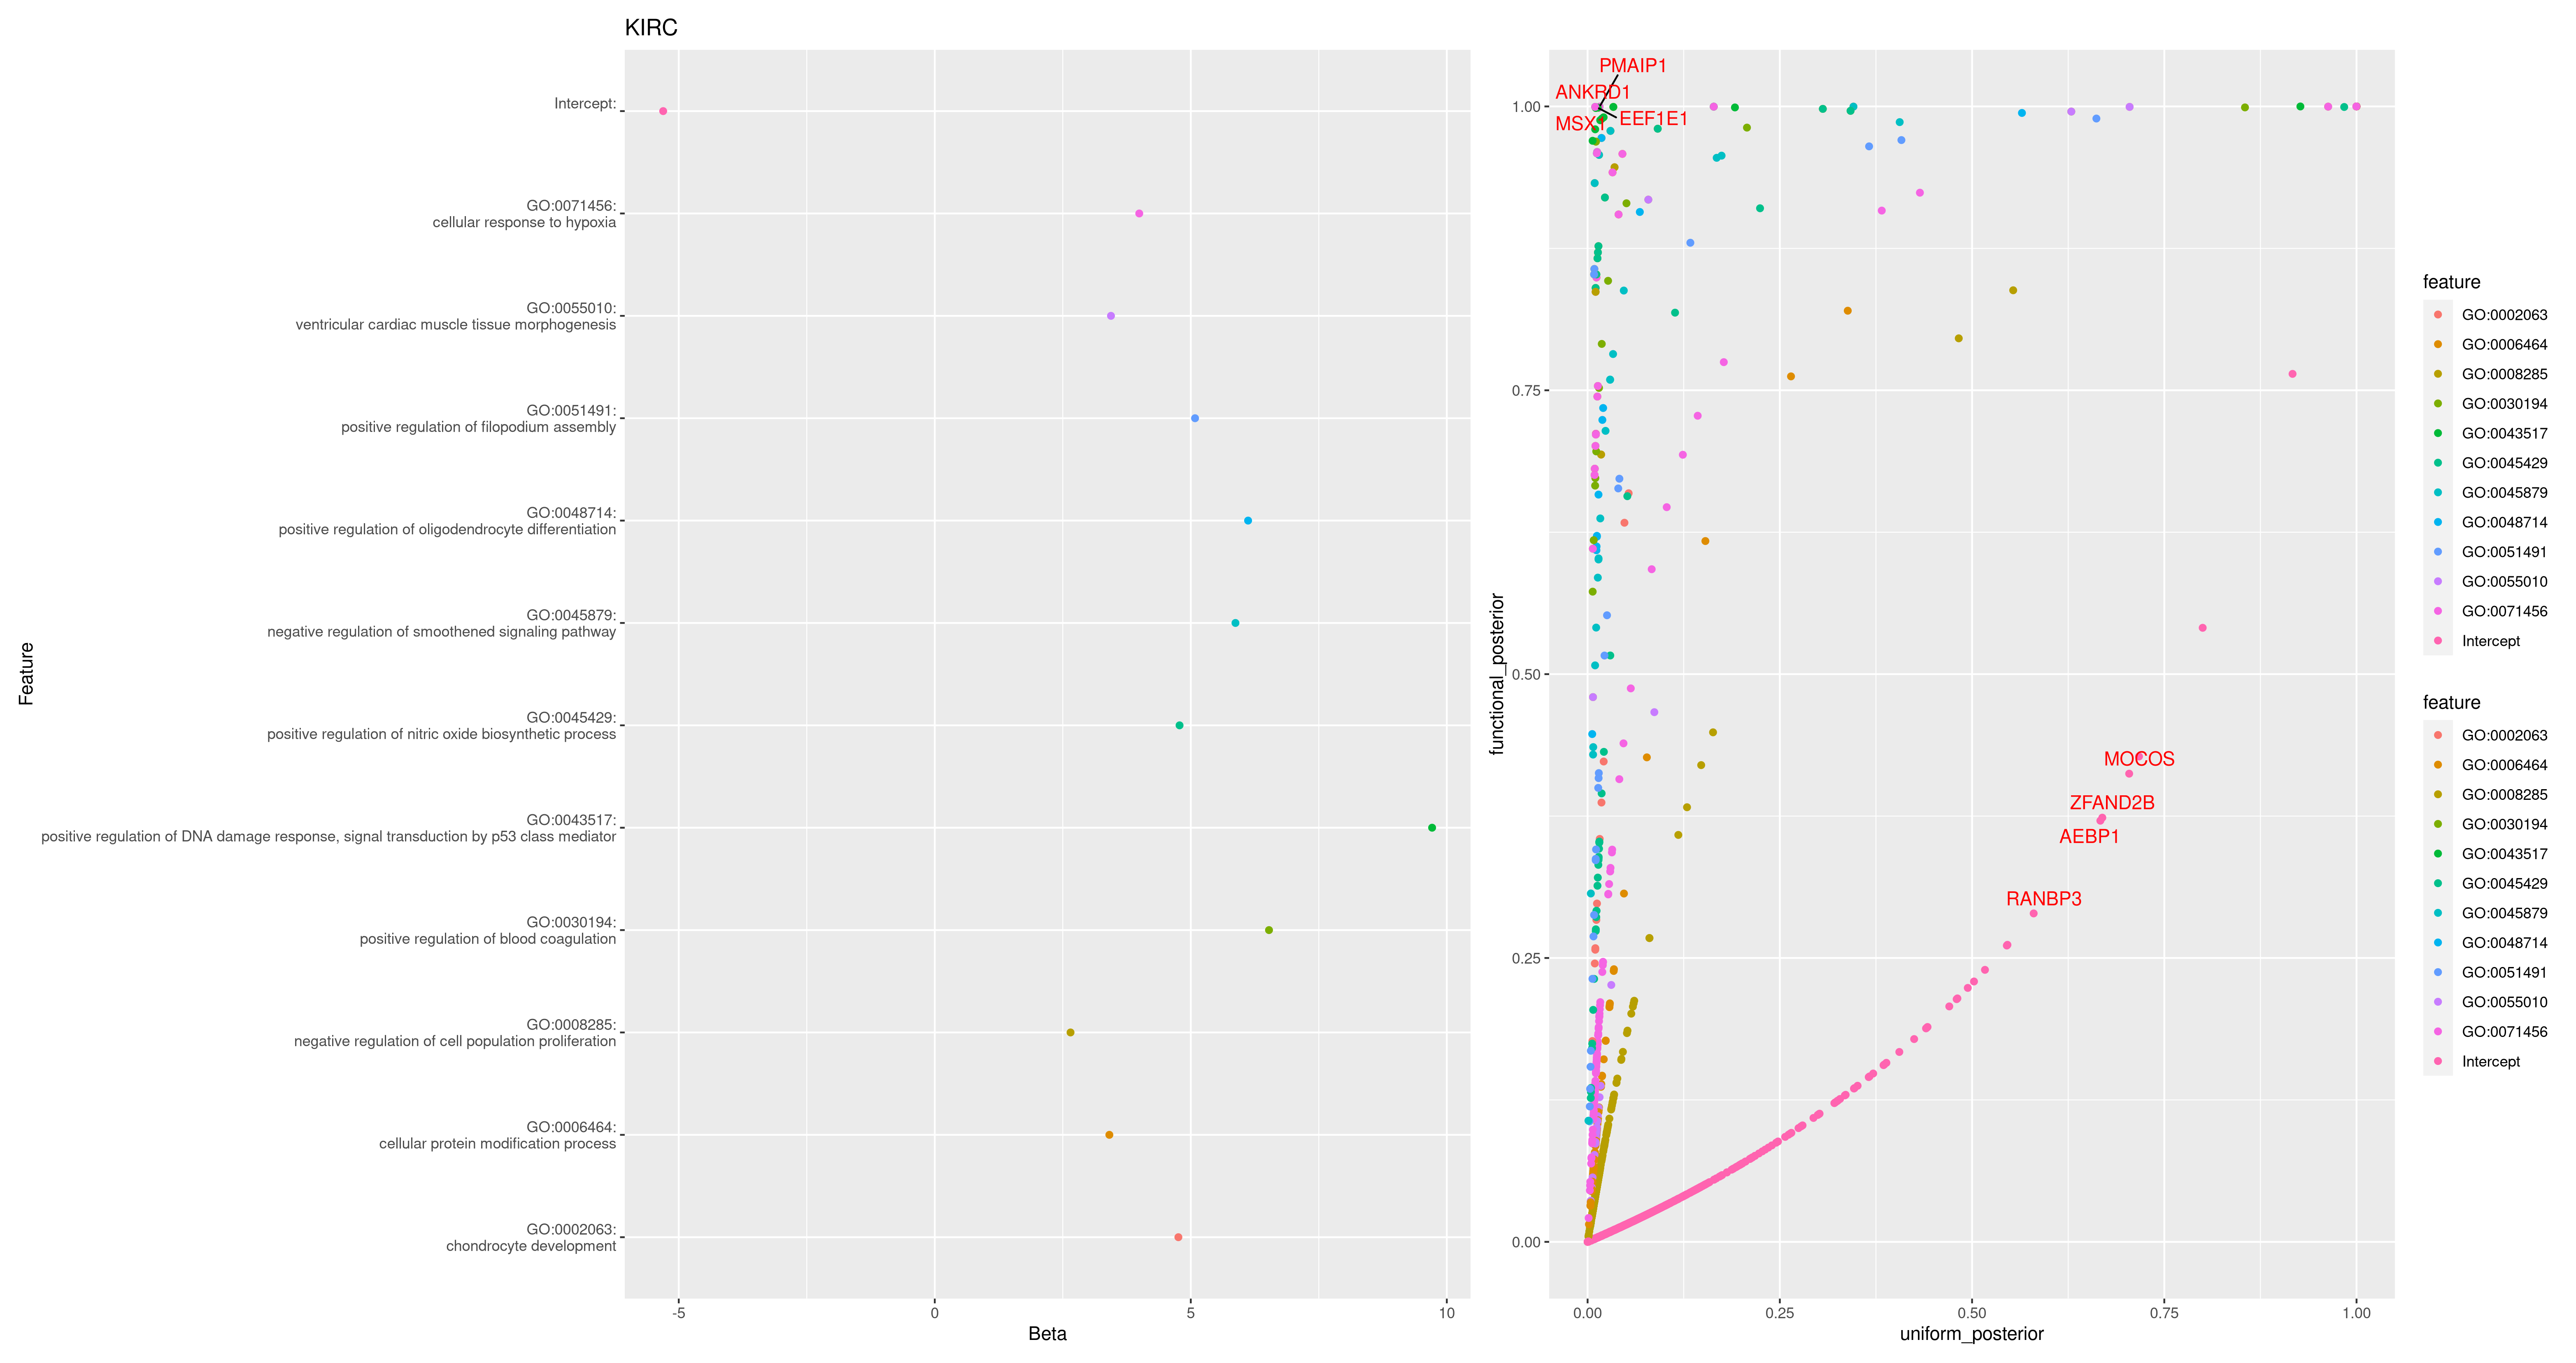 KIRC
Feature
Intercept:
GO:0071456:
cellular response to hypoxia
GO:0055010:
ventricular cardiac muscle tissue morphogenesis
GO:0051491:
positive regulation of filopodium assembly
GO:0048714:
positive regulation of oligodendrocyte differentiation
GO:0045879:
negative regulation of smoothened signaling pathway
GO:0045429:
positive regulation of nitric oxide biosynthetic process
GO:0043517:
positive regulation of DNA damage response, signal transduction by p53 class mediator
GO:0030194:
positive regulation of blood coagulation
GO:0008285:
negative regulation of cell population proliferation
GO:0006464:
cellular protein modification process
GO:0002063:
chondrocyte development
-5 0 5 10
Beta
functional_posterior
1.00
0.75
0.50
0.25
0.00
PMAIP1
ANKRD1
EEF1E1
MSX1
MOCOS
ZFAND2B
AEBP1
RANBP3
0.00 0.25 0.50 0.75 1.00
uniform_posterior
feature
GO:0002063
GO:0006464
GO:0008285
GO:0030194
GO:0043517
GO:0045429
GO:0045879
GO:0048714
GO:0051491
GO:0055010
GO:0071456
Intercept
feature
GO:0002063
GO:0006464
GO:0008285
GO:0030194
GO:0043517
GO:0045429
GO:0045879
GO:0048714
GO:0051491
GO:0055010
GO:0071456
Intercept